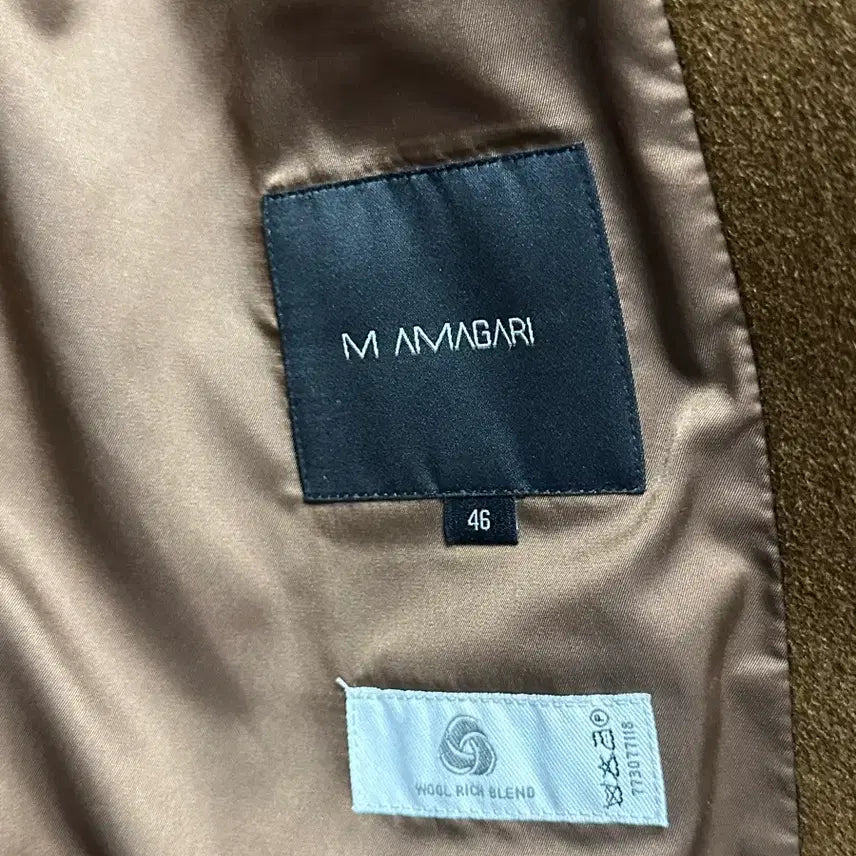 M AMAGARI
46
WOOL RICH BLEND
P
773077118